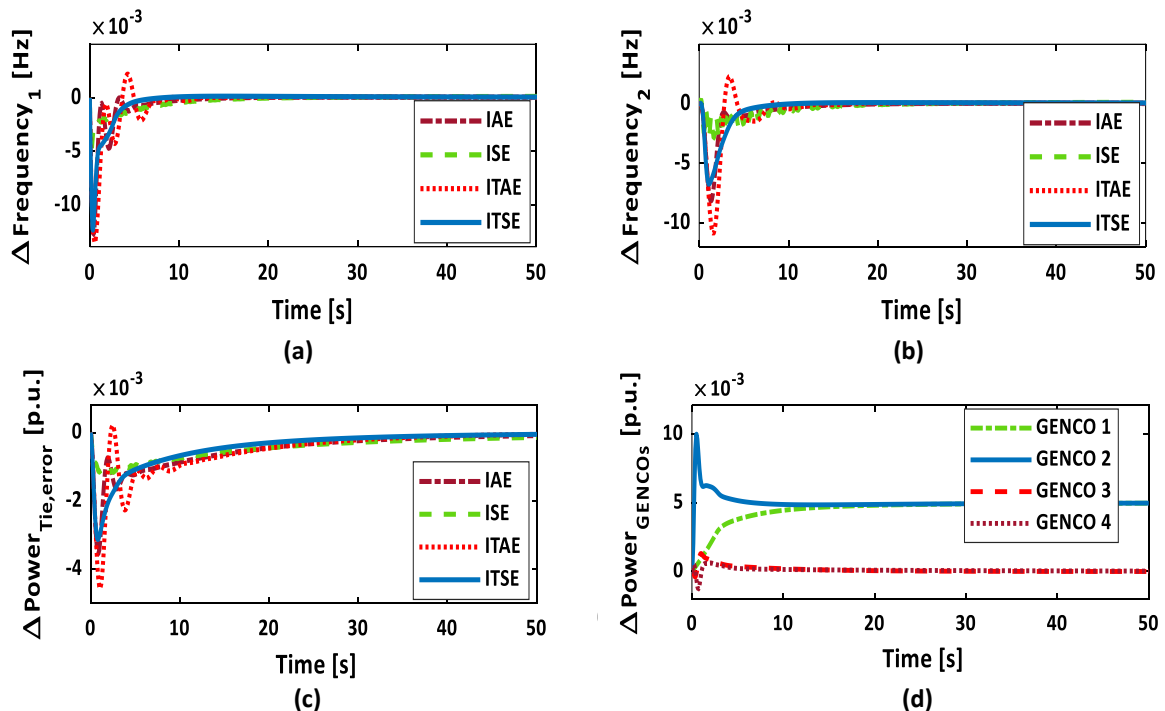 ×10⁻³
Δ Frequency₁ [Hz]
0
-5
-10
IAE
ISE
ITAE
ITSE
0 10 20 30 40 50
Time [s]
(a)
×10⁻³
Δ Frequency₂ [Hz]
0
-5
-10
IAE
ISE
ITAE
ITSE
0 10 20 30 40 50
Time [s]
(b)
×10⁻³
Δ Power_Tie,error [p.u.]
0
-2
-4
IAE
ISE
ITAE
ITSE
0 10 20 30 40 50
Time [s]
(c)
×10⁻³
Δ Power_GENCOs [p.u.]
10
5
0
GENCO 1
GENCO 2
GENCO 3
GENCO 4
0 10 20 30 40 50
Time [s]
(d)